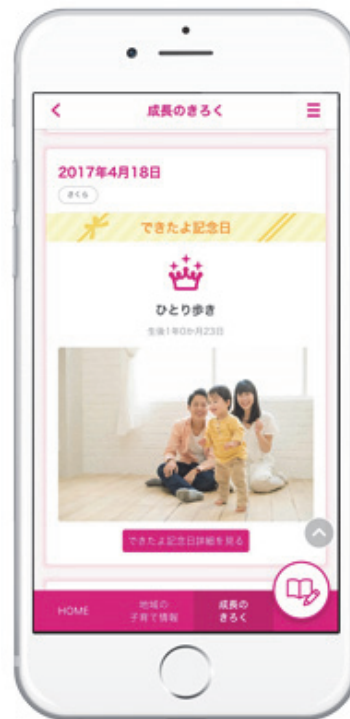 成長のきろく
2017年4月18日
さくら
できたよ記念日
ひとり歩き
生後1年0か月23日
できたよ記念日詳細を見る
HOME
地域の
子育て情報
成長の
きろく